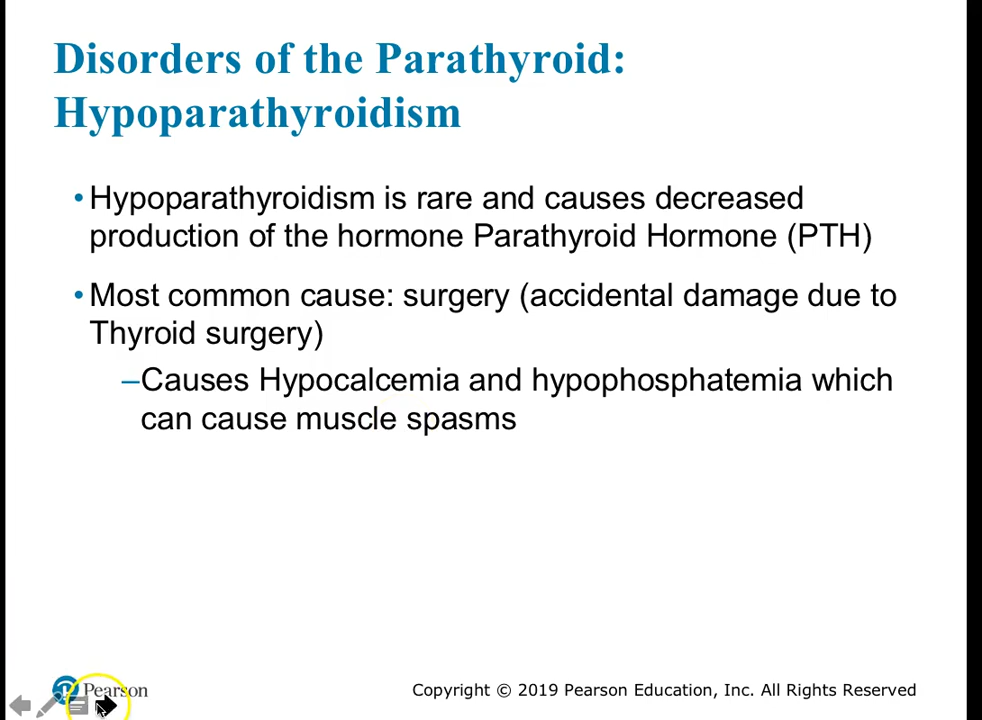 Disorders of the Parathyroid:
Hypoparathyroidism
•Hypoparathyroidism is rare and causes decreased
production of the hormone Parathyroid Hormone (PTH)
•Most common cause: surgery (accidental damage due to
Thyroid surgery)
–Causes Hypocalcemia and hypophosphatemia which
can cause muscle spasms
Pearson
Copyright © 2019 Pearson Education, Inc. All Rights Reserved